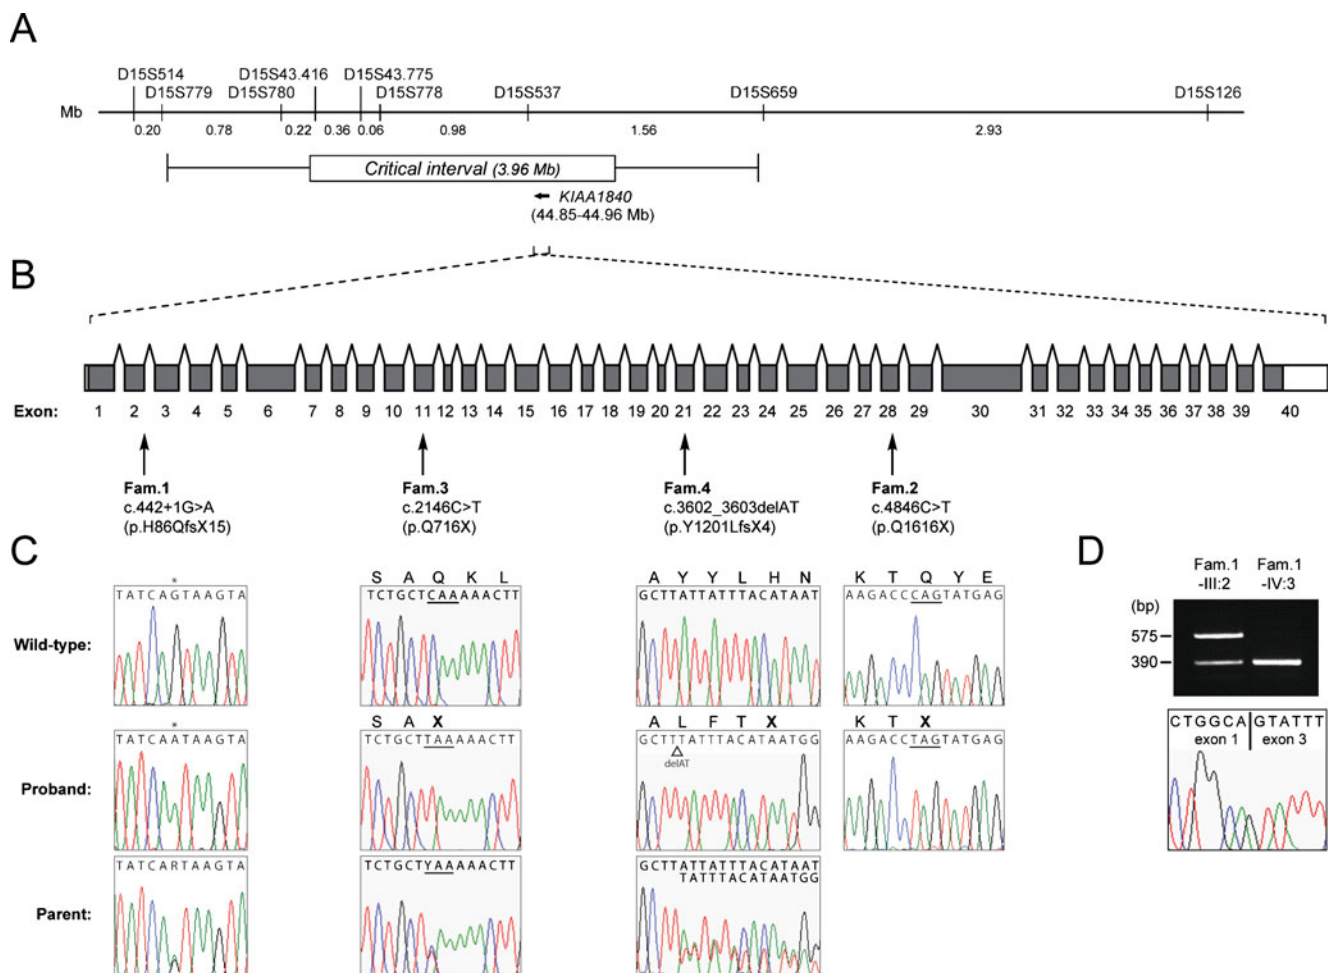 A
D15S514 D15S43.416 D15S43.775
D15S779 D15S780 D15S778 D15S537 D15S659 D15S126
Mb
0.20 0.78 0.22 0.36 0.06 0.98 1.56 2.93
Critical interval (3.96 Mb)
KIAA1840
(44.85-44.96 Mb)
B
Exon: 1 2 3 4 5 6 7 8 9 10 11 12 13 14 15 16 17 18 19 20 21 22 23 24 25 26 27 28 29 30 31 32 33 34 35 36 37 38 39 40
Fam.1
c.442+1G>A
(p.H86QfsX15)
Fam.3
c.2146C>T
(p.Q716X)
Fam.4
c.3602_3603delAT
(p.Y1201LfsX4)
Fam.2
c.4846C>T
(p.Q1616X)
C
Wild-type:
*
TATCAGTAAGTA
S A Q K L
TCTGCTCAAAAACTT
A Y Y L H N
GCTTATTATTTACATAAT
K T Q Y E
AAGACCCAGTATGAG
Proband:
*
TATCAATAAGTA
S A X
TCTGCTTAAAAACTT
A L F T X
GCTTTATTTACATAATGG
delAT
K T X
AAGACCTAGTATGAG
Parent:
TATCARTAAGTA
TCTGCTYAAAAACTT
GCTTATTATTTACATAAT
TATTTACATAATGG
D
Fam.1 Fam.1
-III:2 -IV:3
(bp)
575
390
CTGGCA GTATTT
exon 1 exon 3